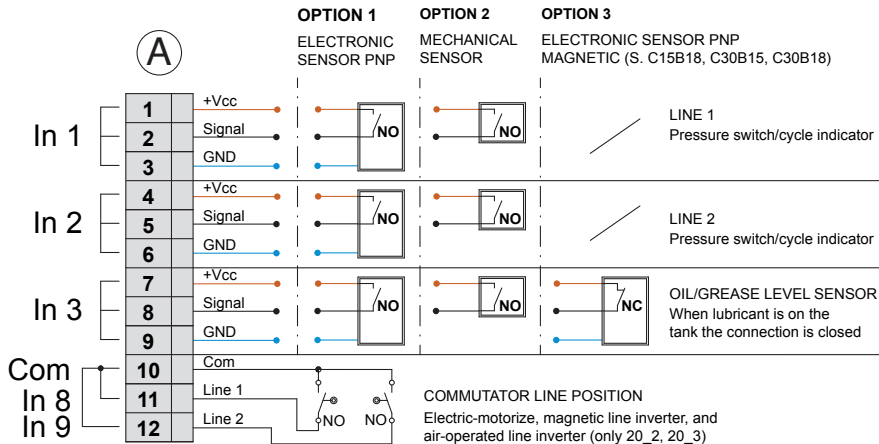 OPTION 1
OPTION 2
OPTION 3
ELECTRONIC
SENSOR PNP
MECHANICAL
SENSOR
ELECTRONIC SENSOR PNP
MAGNETIC (S. C15B18, C30B15, C30B18)
A
In 1
1
+Vcc
2
Signal
3
GND
NO
NO
LINE 1
Pressure switch/cycle indicator
In 2
4
+Vcc
5
Signal
6
GND
NO
NO
LINE 2
Pressure switch/cycle indicator
In 3
7
+Vcc
8
Signal
9
GND
NO
NO
NC
OIL/GREASE LEVEL SENSOR
When lubricant is on the
tank the connection is closed
Com
10
Com
In 8
11
Line 1
In 9
12
Line 2
NO
NO
COMMUTATOR LINE POSITION
Electric-motorize, magnetic line inverter, and
air-operated line inverter (only 20_2, 20_3)